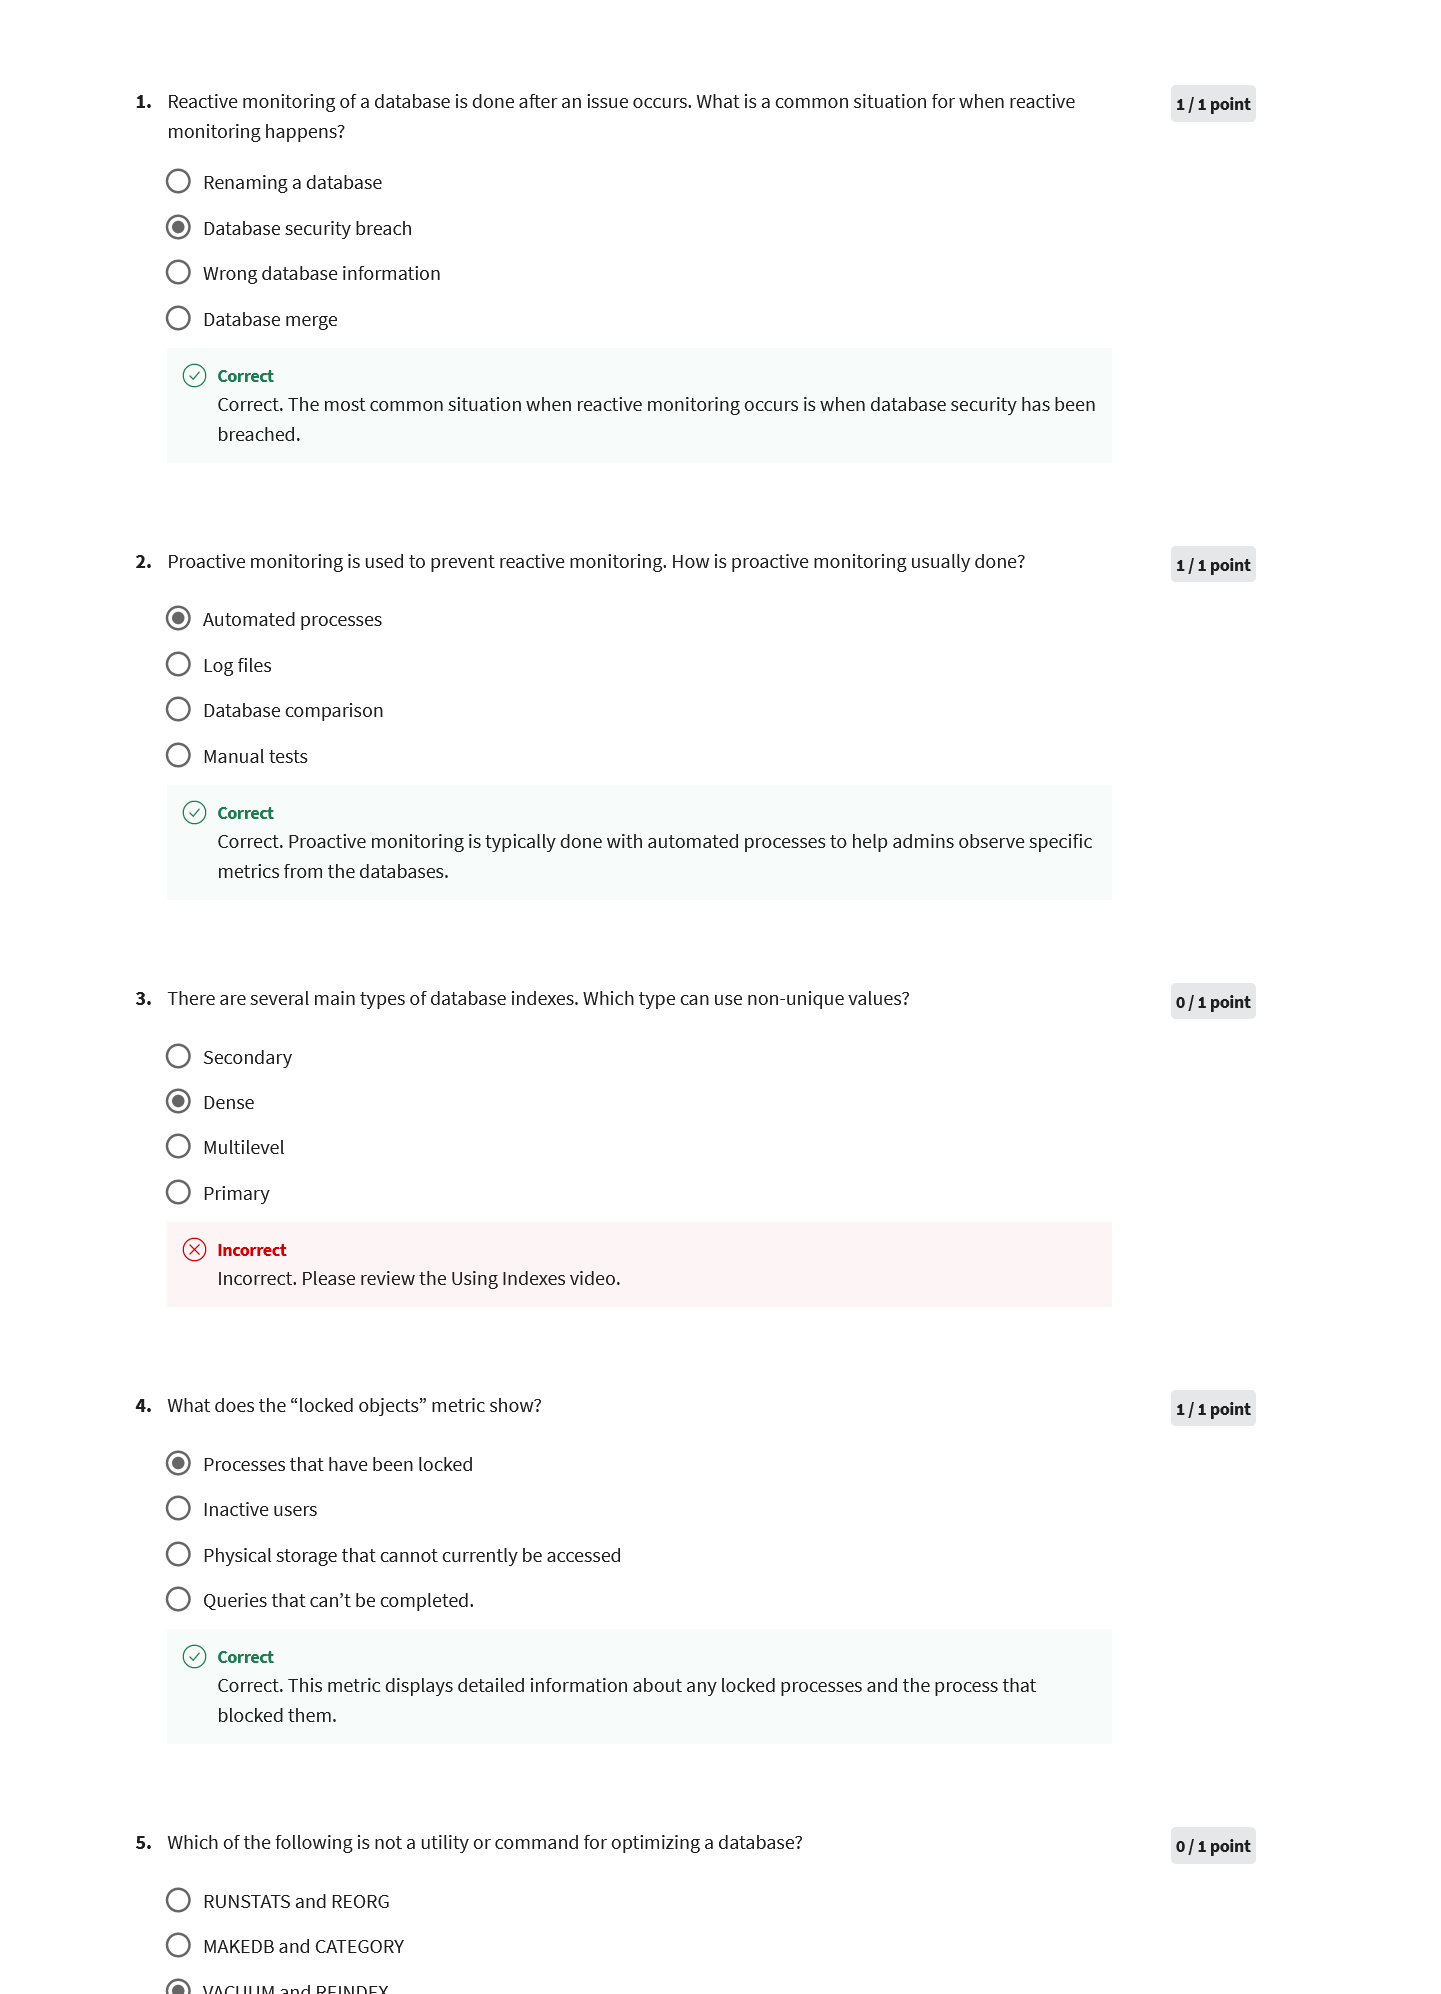 1. Reactive monitoring of a database is done after an issue occurs. What is a common situation for when reactive
monitoring happens?
1 / 1 point
Renaming a database
Database security breach
Wrong database information
Database merge
Correct
Correct. The most common situation when reactive monitoring occurs is when database security has been
breached.
2. Proactive monitoring is used to prevent reactive monitoring. How is proactive monitoring usually done?
1 / 1 point
Automated processes
Log files
Database comparison
Manual tests
Correct
Correct. Proactive monitoring is typically done with automated processes to help admins observe specific
metrics from the databases.
3. There are several main types of database indexes. Which type can use non-unique values?
0 / 1 point
Secondary
Dense
Multilevel
Primary
Incorrect
Incorrect. Please review the Using Indexes video.
4. What does the “locked objects” metric show?
1 / 1 point
Processes that have been locked
Inactive users
Physical storage that cannot currently be accessed
Queries that can’t be completed.
Correct
Correct. This metric displays detailed information about any locked processes and the process that
blocked them.
5. Which of the following is not a utility or command for optimizing a database?
0 / 1 point
RUNSTATS and REORG
MAKEDB and CATEGORY
VACUUM and REINDEX